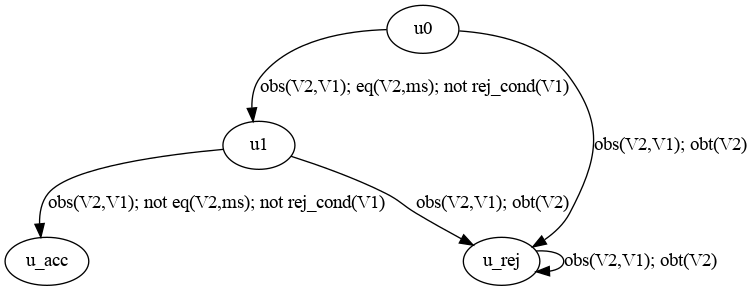 u0
obs(V2,V1); eq(V2,ms); not rej_cond(V1)
u1
obs(V2,V1); obt(V2)
obs(V2,V1); not eq(V2,ms); not rej_cond(V1)
obs(V2,V1); obt(V2)
u_acc
u_rej
obs(V2,V1); obt(V2)